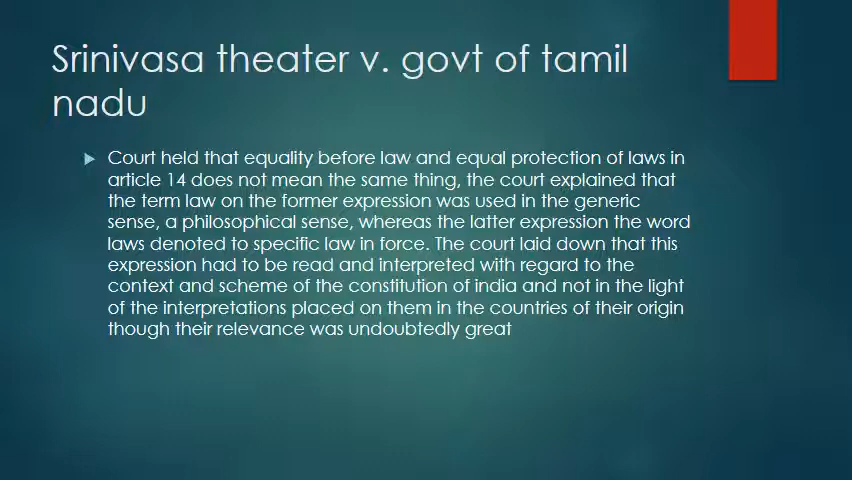 Srinivasa theater v. govt of tamil
nadu
Court held that equality before law and equal protection of laws in
article 14 does not mean the same thing, the court explained that
the term law on the former expression was used in the generic
sense, a philosophical sense, whereas the latter expression the word
laws denoted to specific law in force. The court laid down that this
expression had to be read and interpreted with regard to the
context and scheme of the constitution of india and not in the light
of the interpretations placed on them in the countries of their origin
though their relevance was undoubtedly great